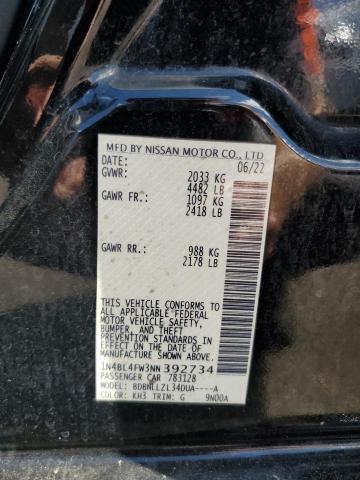 MFD BY NISSAN MOTOR CO., LTD
DATE: 06/22
GVWR: 2033 KG
4482 LB
GAWR FR.: 1097 KG
2418 LB
GAWR RR.: 988 KG
2178 LB
THIS VEHICLE CONFORMS TO
ALL APPLICABLE FEDERAL
MOTOR VEHICLE SAFETY,
BUMPER, AND THEFT
PREVENTION STANDARDS
IN EFFECT ON THE DATE OF
MANUFACTURE SHOWN ABOVE.
1N4BL4FW3NN392734
PASSENGER CAR 783128
MODEL: BDBNLLZL34DUA----A
COLOR: KH3 TRIM: G 9N00A